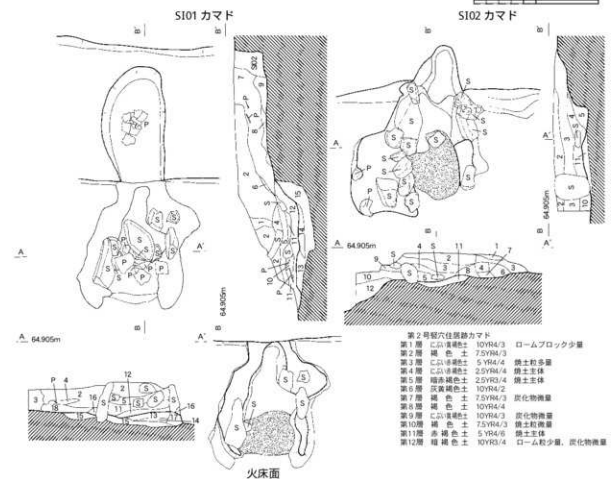 SI01 カマド
SI02 カマド
B
B'
SI02
A
A'
A 64.905m
A'
B
64.905m
B'
火床面
B
B'
A
A'
A 64.905m
A'
B
64.905m
第2号竪穴住居跡カマド
第1層 にぶい黄褐色土 10YR4/3 ロームブロック少量
第2層 褐色土 7.5YR4/3
第3層 にぶい赤褐色土 5YR4/4 焼土粒多量
第4層 にぶい赤褐色土 2.5YR4/4 焼土主体
第5層 暗赤褐色土 2.5YR3/4 焼土主体
第6層 灰黄褐色土 10YR4/2
第7層 褐色土 7.5YR4/3 炭化物微量
第8層 褐色土 10YR4/4
第9層 にぶい黄褐色土 10YR4/3 炭化物微量
第10層 褐色土 7.5YR4/3 焼土粒微量
第11層 赤褐色土 5YR4/6 焼土主体
第12層 暗褐色土 10YR3/4 ローム粒少量、炭化物微量